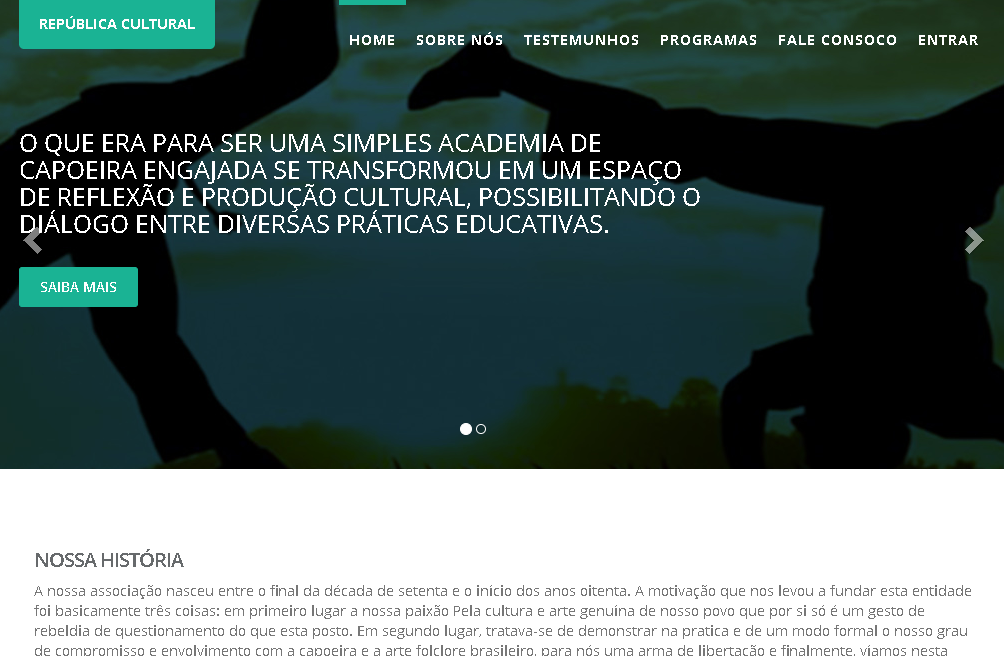 REPÚBLICA CULTURAL
HOME SOBRE NÓS TESTEMUNHOS PROGRAMAS FALE CONSOCO ENTRAR
O QUE ERA PARA SER UMA SIMPLES ACADEMIA DE
CAPOEIRA ENGAJADA SE TRANSFORMOU EM UM ESPAÇO
DE REFLEXÃO E PRODUÇÃO CULTURAL, POSSIBILITANDO O
DIÁLOGO ENTRE DIVERSAS PRÁTICAS EDUCATIVAS.
SAIBA MAIS
NOSSA HISTÓRIA
A nossa associação nasceu entre o final da década de setenta e o início dos anos oitenta. A motivação que nos levou a fundar esta entidade
foi basicamente três coisas: em primeiro lugar a nossa paixão Pela cultura e arte genuína de nosso povo que por si só é um gesto de
rebeldia de questionamento do que esta posto. Em segundo lugar, tratava-se de demonstrar na pratica e de um modo formal o nosso grau
de compromisso e envolvimento com a capoeira e a arte folclore brasileiro, para nós uma arma de libertação e finalmente, víamos nesta